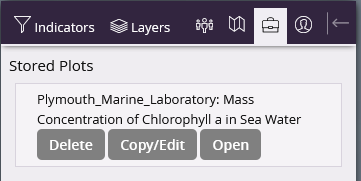 Indicators Layers
Stored Plots
Plymouth_Marine_Laboratory: Mass
Concentration of Chlorophyll a in Sea Water
Delete Copy/Edit Open